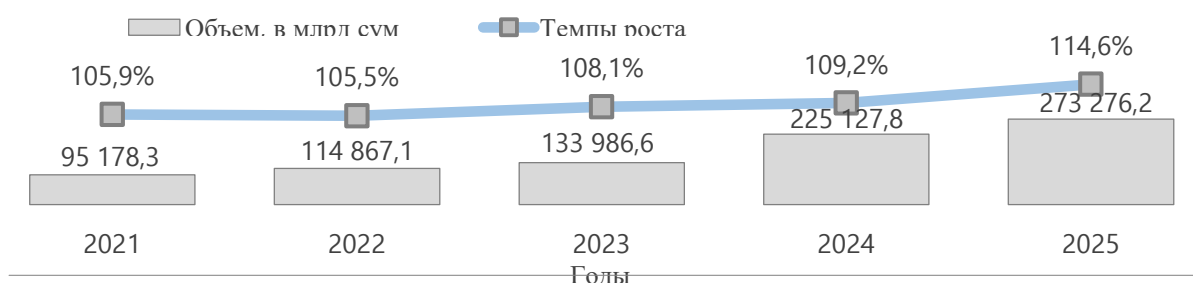 Объем, в млрд сум Темпы роста
105,9% 105,5% 108,1% 109,2% 114,6%
95 178,3 114 867,1 133 986,6 225 127,8 273 276,2
2021 2022 2023 2024 2025
Годы